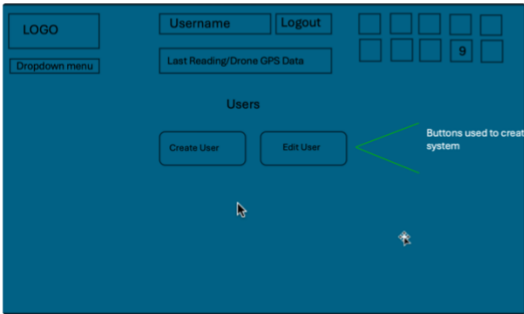 LOGO
Username
Logout
Dropdown menu
Last Reading/Drone GPS Data
9
Users
Create User
Edit User
Buttons used to creat
system